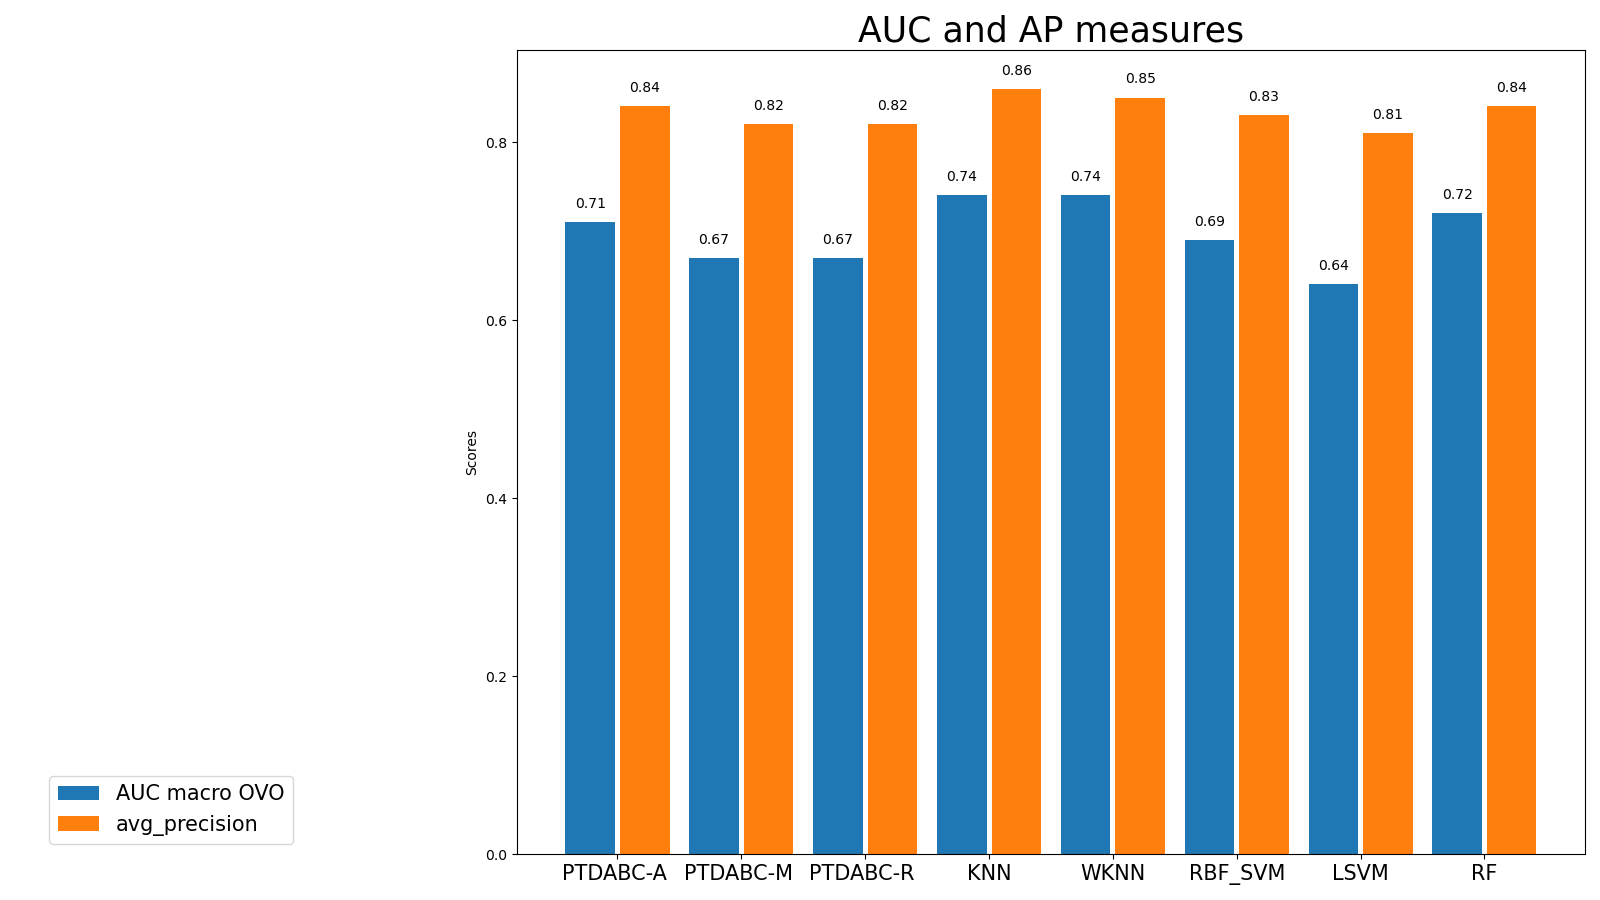 AUC and AP measures
0.84 0.82 0.82 0.86 0.85 0.83 0.81 0.84
0.71 0.67 0.67 0.74 0.74 0.69 0.64 0.72
0.8
0.6
0.4
0.2
0.0
Scores
PTDABC-A PTDABC-M PTDABC-R KNN WKNN RBF_SVM LSVM RF
AUC macro OVO
avg_precision